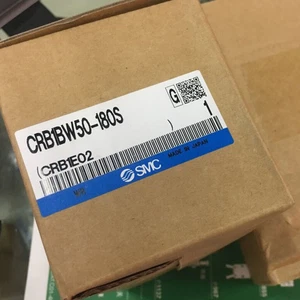 CRB1BW50-180S
G
1
(CRB1E02 )
SMC
MADE IN JAPAN